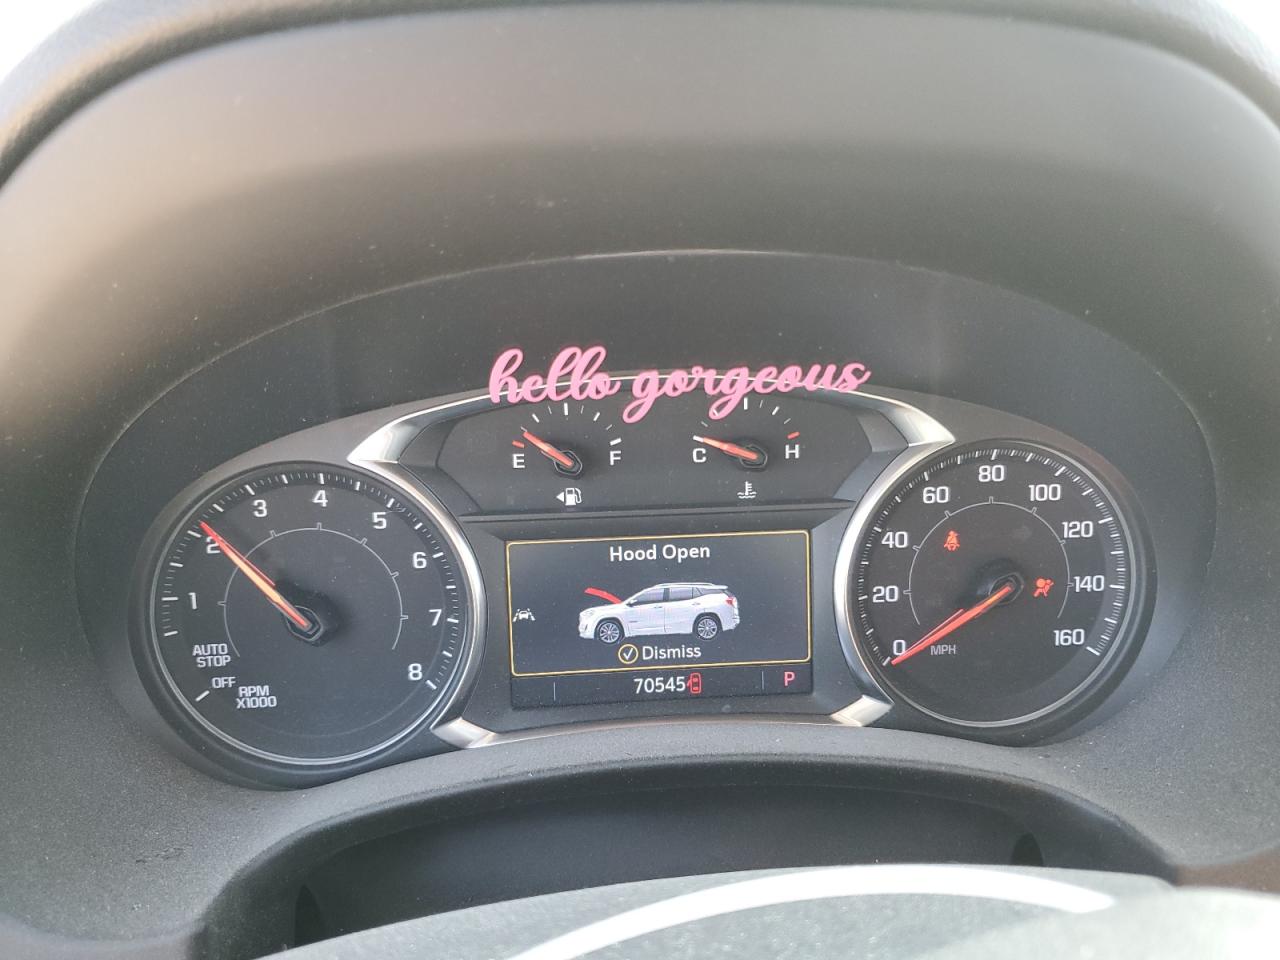 hello gorgeous
E F
C H
1 2 3 4 5 6 7 8
AUTO
STOP
OFF
RPM
X1000
Hood Open
Dismiss
70545
P
0 20 40 60 80 100 120 140 160
MPH